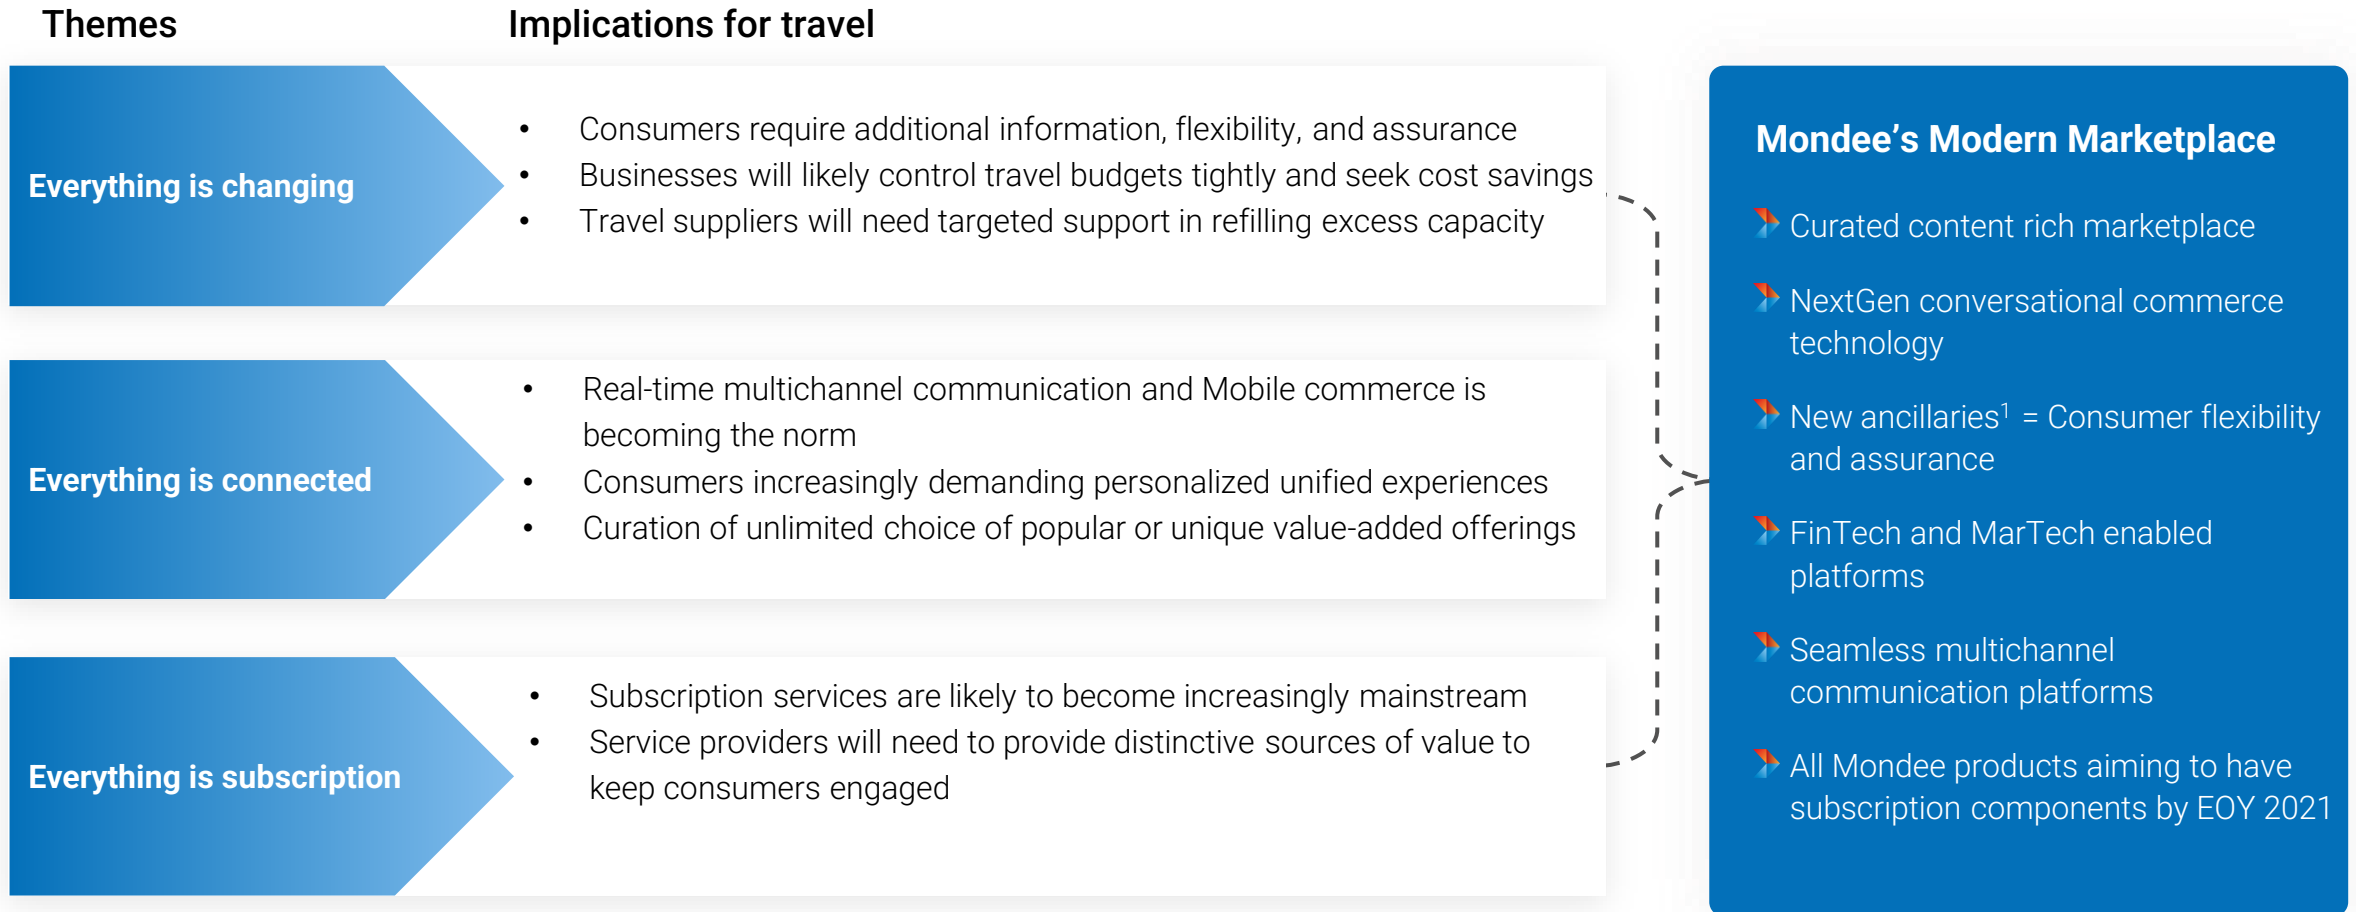 Themes
Implications for travel
Everything is changing
• Consumers require additional information, flexibility, and assurance
• Businesses will likely control travel budgets tightly and seek cost savings
• Travel suppliers will need targeted support in refilling excess capacity
Everything is connected
• Real-time multichannel communication and Mobile commerce is
becoming the norm
• Consumers increasingly demanding personalized unified experiences
• Curation of unlimited choice of popular or unique value-added offerings
Everything is subscription
• Subscription services are likely to become increasingly mainstream
• Service providers will need to provide distinctive sources of value to
keep consumers engaged
Mondee’s Modern Marketplace
Curated content rich marketplace
NextGen conversational commerce
technology
New ancillaries¹ = Consumer flexibility
and assurance
FinTech and MarTech enabled
platforms
Seamless multichannel
communication platforms
All Mondee products aiming to have
subscription components by EOY 2021